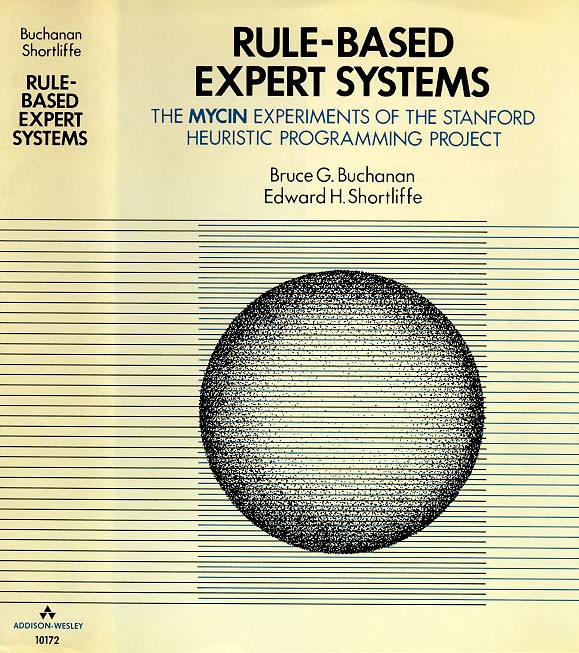 Buchanan
Shortliffe
RULE-
BASED
EXPERT
SYSTEMS
ADDISON-WESLEY
10172
RULE-BASED
EXPERT SYSTEMS
THE MYCIN EXPERIMENTS OF THE STANFORD
HEURISTIC PROGRAMMING PROJECT
Bruce G. Buchanan
Edward H. Shortliffe